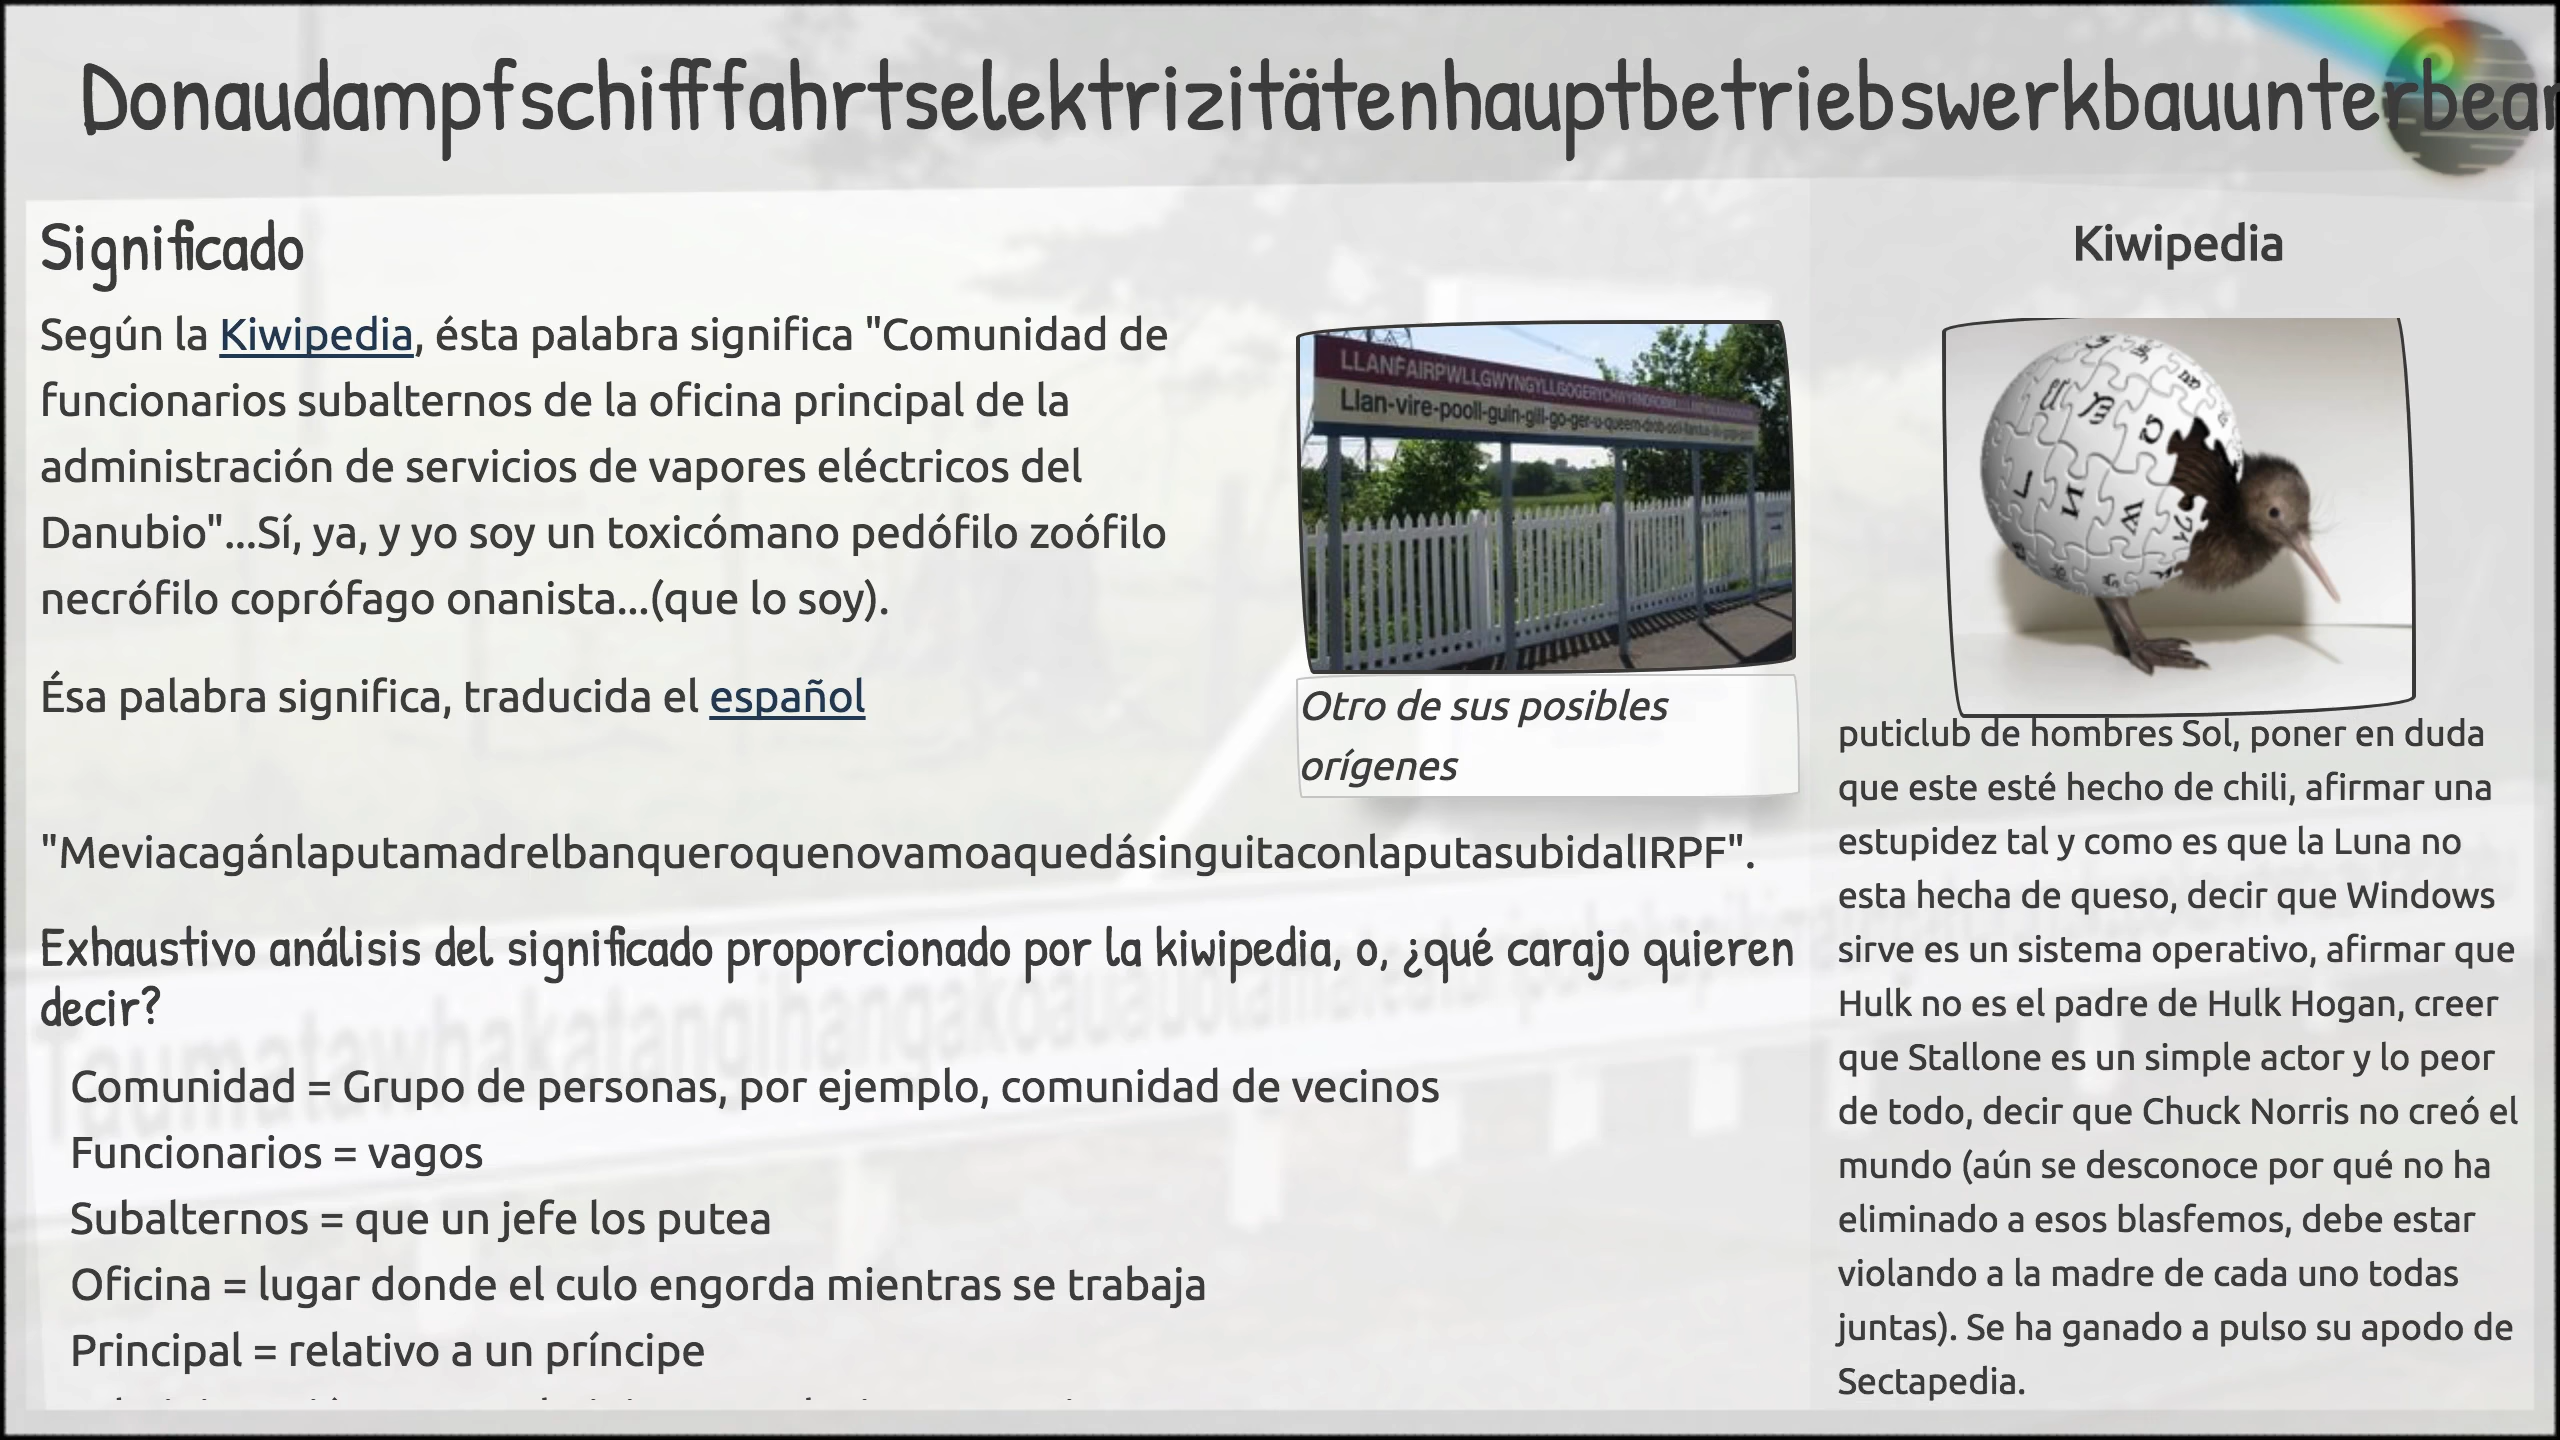 Donaudampfschifffahrtselektrizitätenhauptbetriebswerkbauunterbea
Significado
Según la Kiwipedia, ésta palabra significa "Comunidad de
funcionarios subalternos de la oficina principal de la
administración de servicios de vapores eléctricos del
Danubio"...Sí, ya, y yo soy un toxicómano pedófilo zoófilo
necrófilo coprófago onanista...(que lo soy).
Ésa palabra significa, traducida el español
LLANFAIRPWLLGWYNGYLLGOGERYCHWYRNDROBWLL
Llan-vire-pooll-guin-gill-go-ger-u-queern-drob-ooll
Otro de sus posibles
orígenes
"MeviacagánlaputamadrelbanqueroquenovamoaquedásinguitaconlaputasubidalIRPF".
Exhaustivo análisis del significado proporcionado por la kiwipedia, o, ¿qué carajo quieren
decir?
Comunidad = Grupo de personas, por ejemplo, comunidad de vecinos
Funcionarios = vagos
Subalternos = que un jefe los putea
Oficina = lugar donde el culo engorda mientras se trabaja
Principal = relativo a un príncipe
Kiwipedia
puticlub de hombres Sol, poner en duda
que este esté hecho de chili, afirmar una
estupidez tal y como es que la Luna no
esta hecha de queso, decir que Windows
sirve es un sistema operativo, afirmar que
Hulk no es el padre de Hulk Hogan, creer
que Stallone es un simple actor y lo peor
de todo, decir que Chuck Norris no creó el
mundo (aún se desconoce por qué no ha
eliminado a esos blasfemos, debe estar
violando a la madre de cada uno todas
juntas). Se ha ganado a pulso su apodo de
Sectapedia.